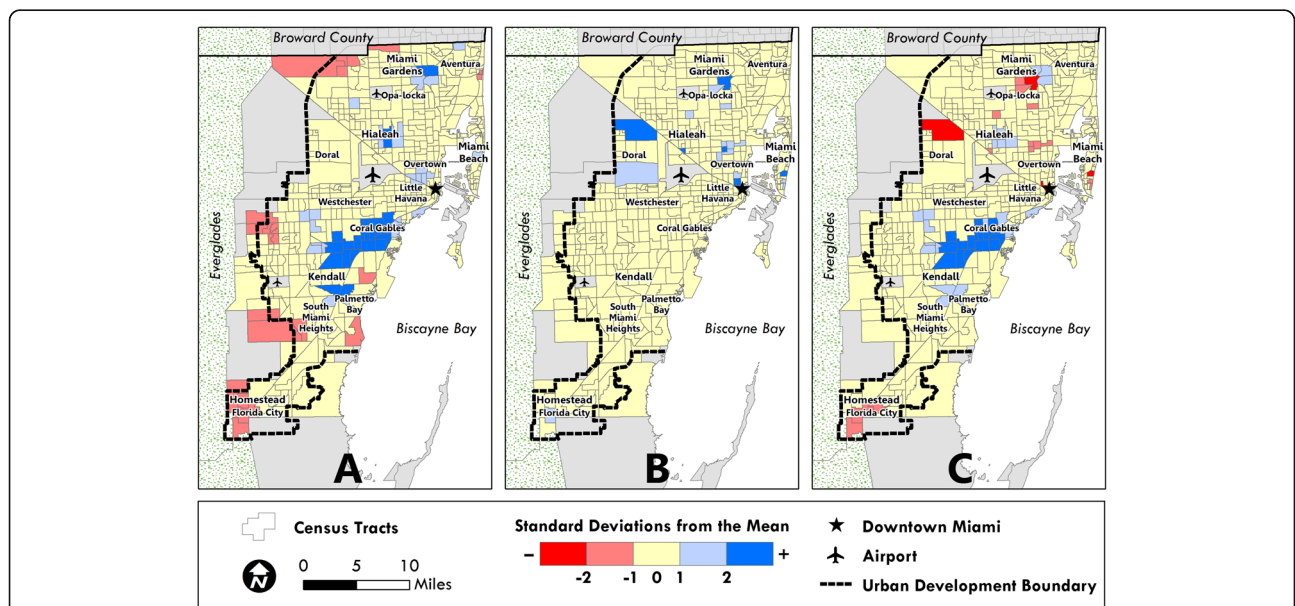 Broward County
Miami
Gardens
Aventura
Opa-locka
Hialeah
Doral
Miami
Beach
Overtown
Little
Havana
Westchester
Coral Gables
Everglades
Kendall
Palmetto
Bay
South
Miami
Heights
Biscayne Bay
Homestead
Florida City
A
Broward County
Miami
Gardens
Aventura
Opa-locka
Hialeah
Doral
Miami
Beach
Overtown
Little
Havana
Westchester
Coral Gables
Everglades
Kendall
Palmetto
Bay
South
Miami
Heights
Biscayne Bay
Homestead
Florida City
B
Broward County
Miami
Gardens
Aventura
Opa-locka
Hialeah
Doral
Miami
Beach
Overtown
Little
Havana
Westchester
Coral Gables
Everglades
Kendall
Palmetto
Bay
South
Miami
Heights
Biscayne Bay
Homestead
Florida City
C
Census Tracts
N
0 5 10
Miles
Standard Deviations from the Mean
– +
-2 -1 0 1 2
Downtown Miami
Airport
Urban Development Boundary